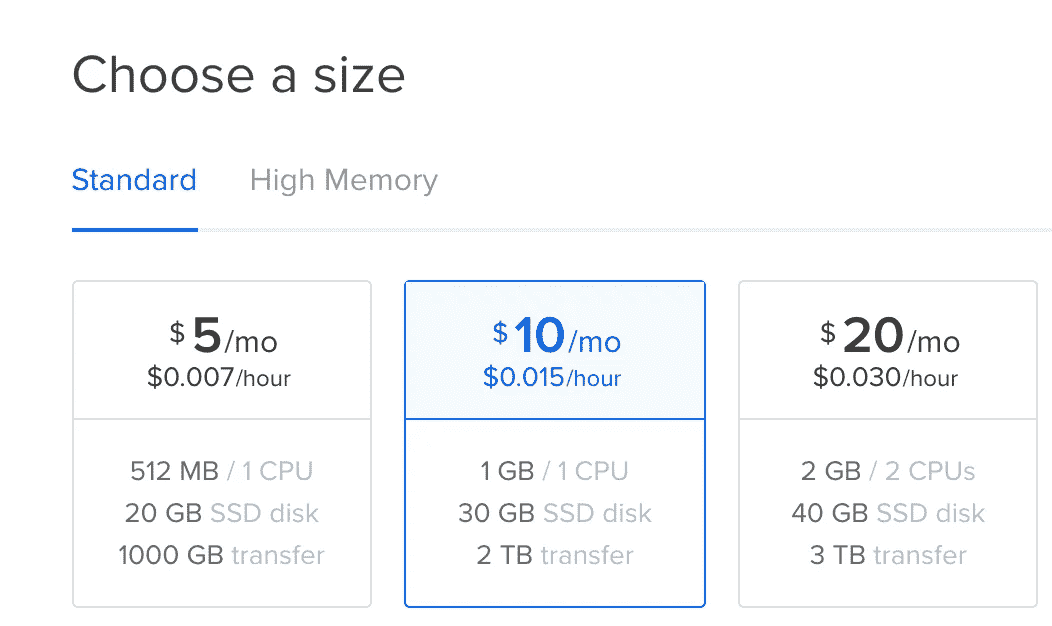 Choose a size
Standard High Memory
$5/mo
$0.007/hour
512 MB / 1 CPU
20 GB SSD disk
1000 GB transfer
$10/mo
$0.015/hour
1 GB / 1 CPU
30 GB SSD disk
2 TB transfer
$20/mo
$0.030/hour
2 GB / 2 CPUs
40 GB SSD disk
3 TB transfer